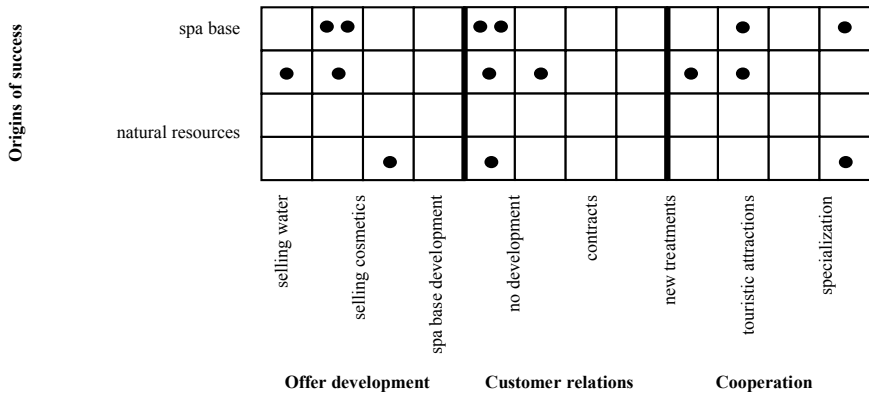 Origins of success
spa base
natural resources
selling water
selling cosmetics
spa base development
no development
contracts
new treatments
touristic attractions
specialization
Offer development
Customer relations
Cooperation